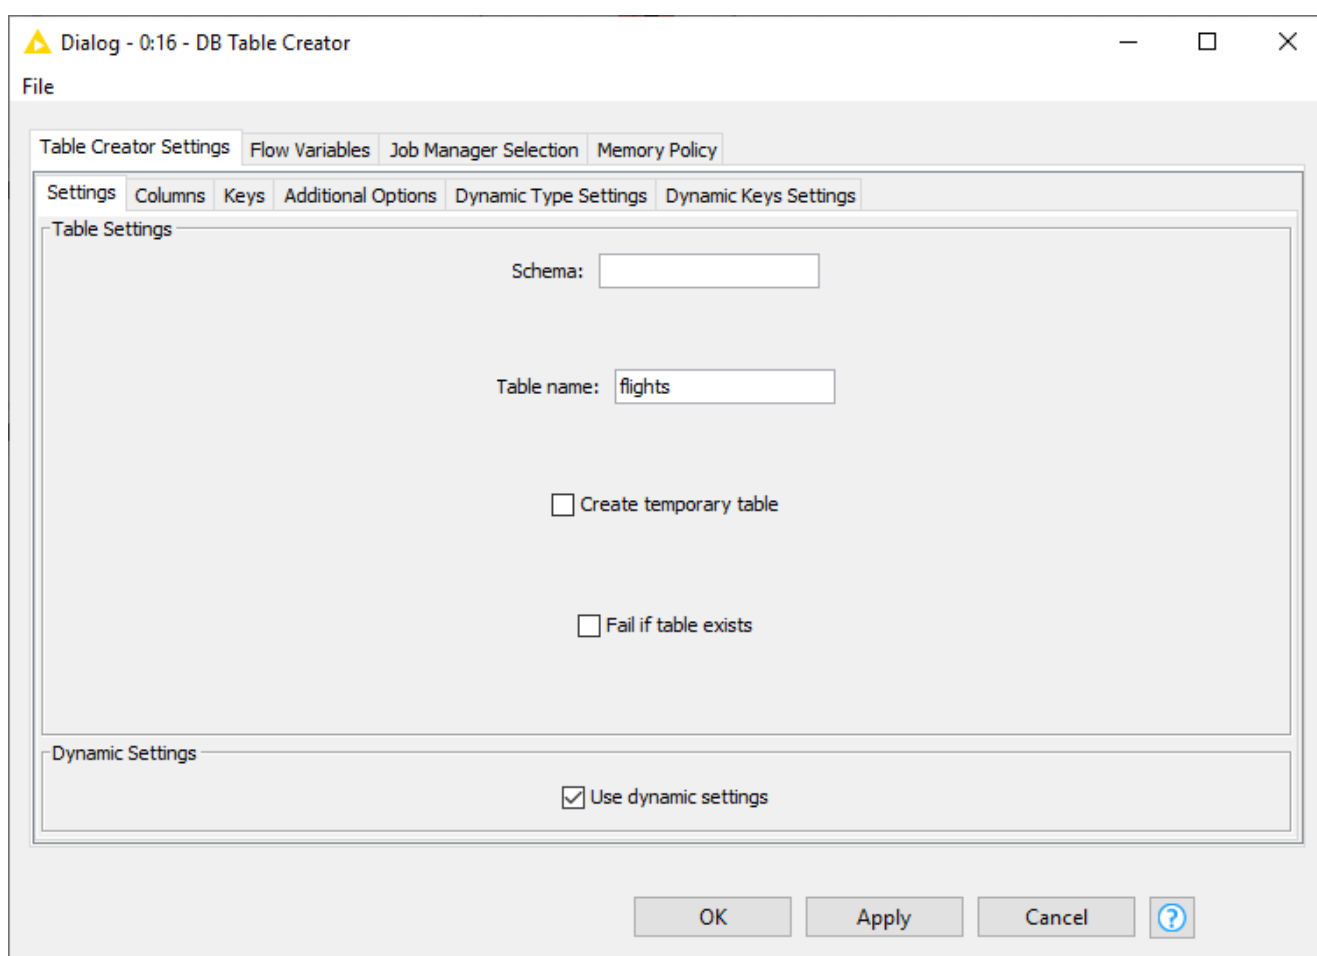 Dialog - 0:16 - DB Table Creator
File
Table Creator Settings Flow Variables Job Manager Selection Memory Policy
Settings Columns Keys Additional Options Dynamic Type Settings Dynamic Keys Settings
Table Settings
Schema:
Table name: flights
Create temporary table
Fail if table exists
Dynamic Settings
Use dynamic settings
OK Apply Cancel ?